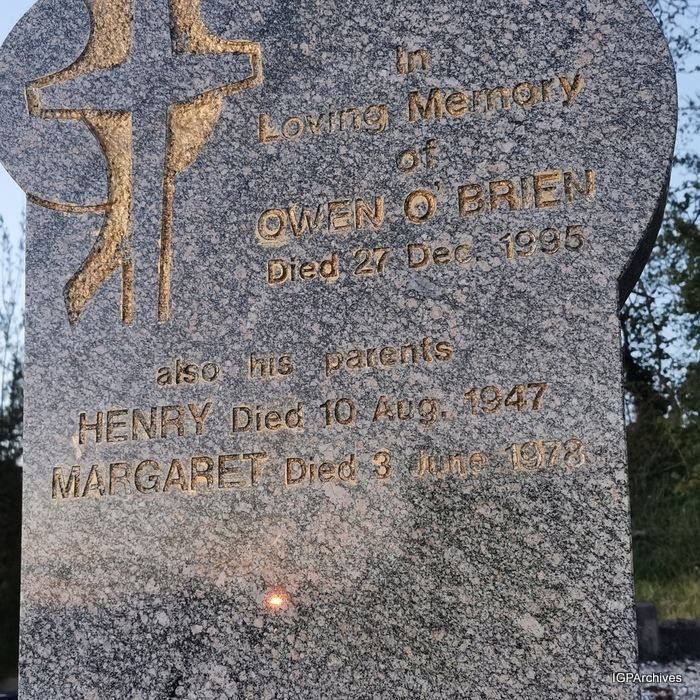 In
Loving Memory
of
OWEN O'BRIEN
Died 27 Dec. 1995
also his parents
HENRY Died 10 Aug. 1947
MARGARET Died 3 June 1978
IGPArchives